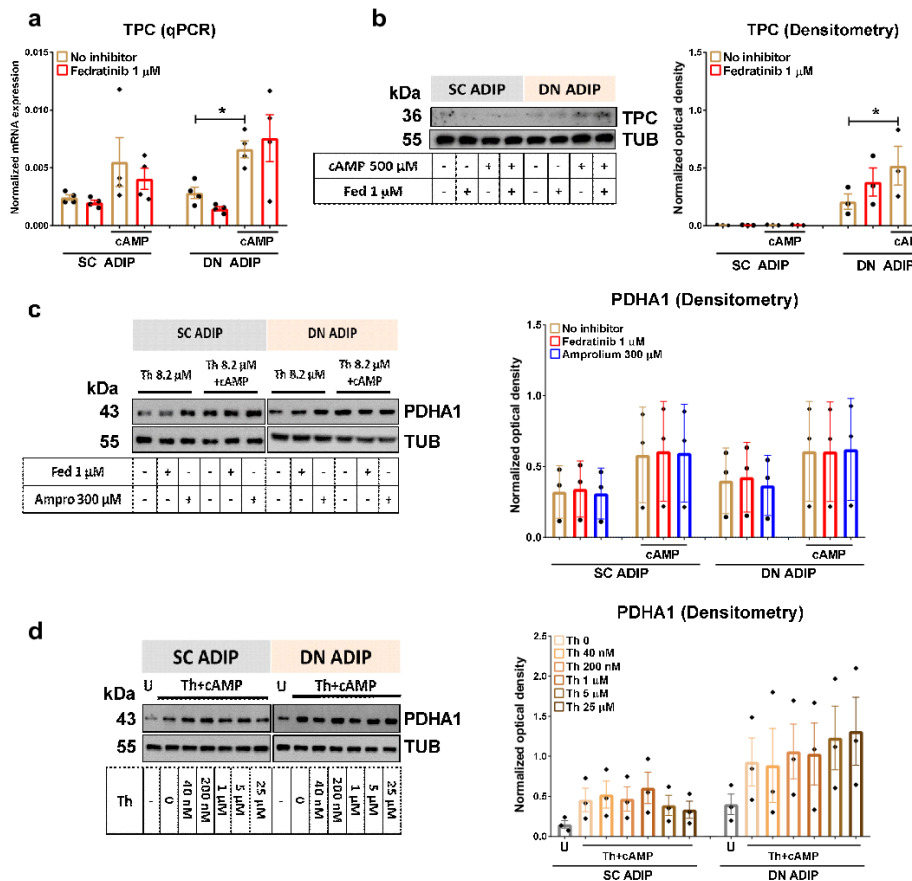 a
TPC (qPCR)
Normalized mRNA expression
0.015
0.010
0.005
0.000
No inhibitor
Fedratinib 1 μM
*
cAMP
cAMP
SC ADIP
DN ADIP
b
kDa
SC ADIP
DN ADIP
36
TPC
55
TUB
cAMP 500 μM - - + + - - + +
Fed 1 μM - + - + - + - +
TPC (Densitometry)
Normalized optical density
1.5
1.0
0.5
0.0
No inhibitor
Fedratinib 1 μM
*
cAMP
cAMP
SC ADIP
DN ADIP
c
SC ADIP
DN ADIP
Th 8.2 μM
Th 8.2 μM +cAMP
Th 8.2 μM
Th 8.2 μM +cAMP
kDa
43
PDHA1
55
TUB
Fed 1 μM - + - - + - - + - - + -
Ampro 300 μM - - + - - + - - + - - +
PDHA1 (Densitometry)
Normalized optical density
1.5
1.0
0.5
0.0
No inhibitor
Fedratinib 1 uM
Amprolium 300 μM
cAMP
cAMP
SC ADIP
DN ADIP
d
SC ADIP
DN ADIP
U
Th+cAMP
U
Th+cAMP
kDa
43
PDHA1
55
TUB
Th - 0 40 nM 200 nM 1 μM 5 μM 25 μM - 0 40 nM 200 nM 1 μM 5 μM 25 μM
PDHA1 (Densitometry)
Normalized optical density
2.5
2.0
1.5
1.0
0.5
0.0
Th 0
Th 40 nM
Th 200 nM
Th 1 μM
Th 5 μM
Th 25 μM
U
Th+cAMP
U
Th+cAMP
SC ADIP
DN ADIP